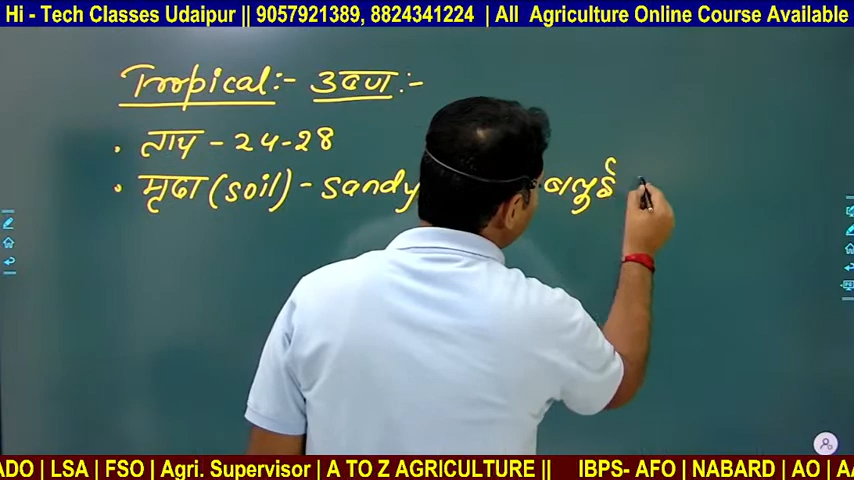 Hi - Tech Classes Udaipur || 9057921389, 8824341224 | All Agriculture Online Course Available
Tropical:- उष्ण:-
• ताप - 24-28
• मृदा (soil) - sandy बलुई
ADO | LSA | FSO | Agri. Supervisor | A TO Z AGRICULTURE || IBPS- AFO | NABARD | AO | AA